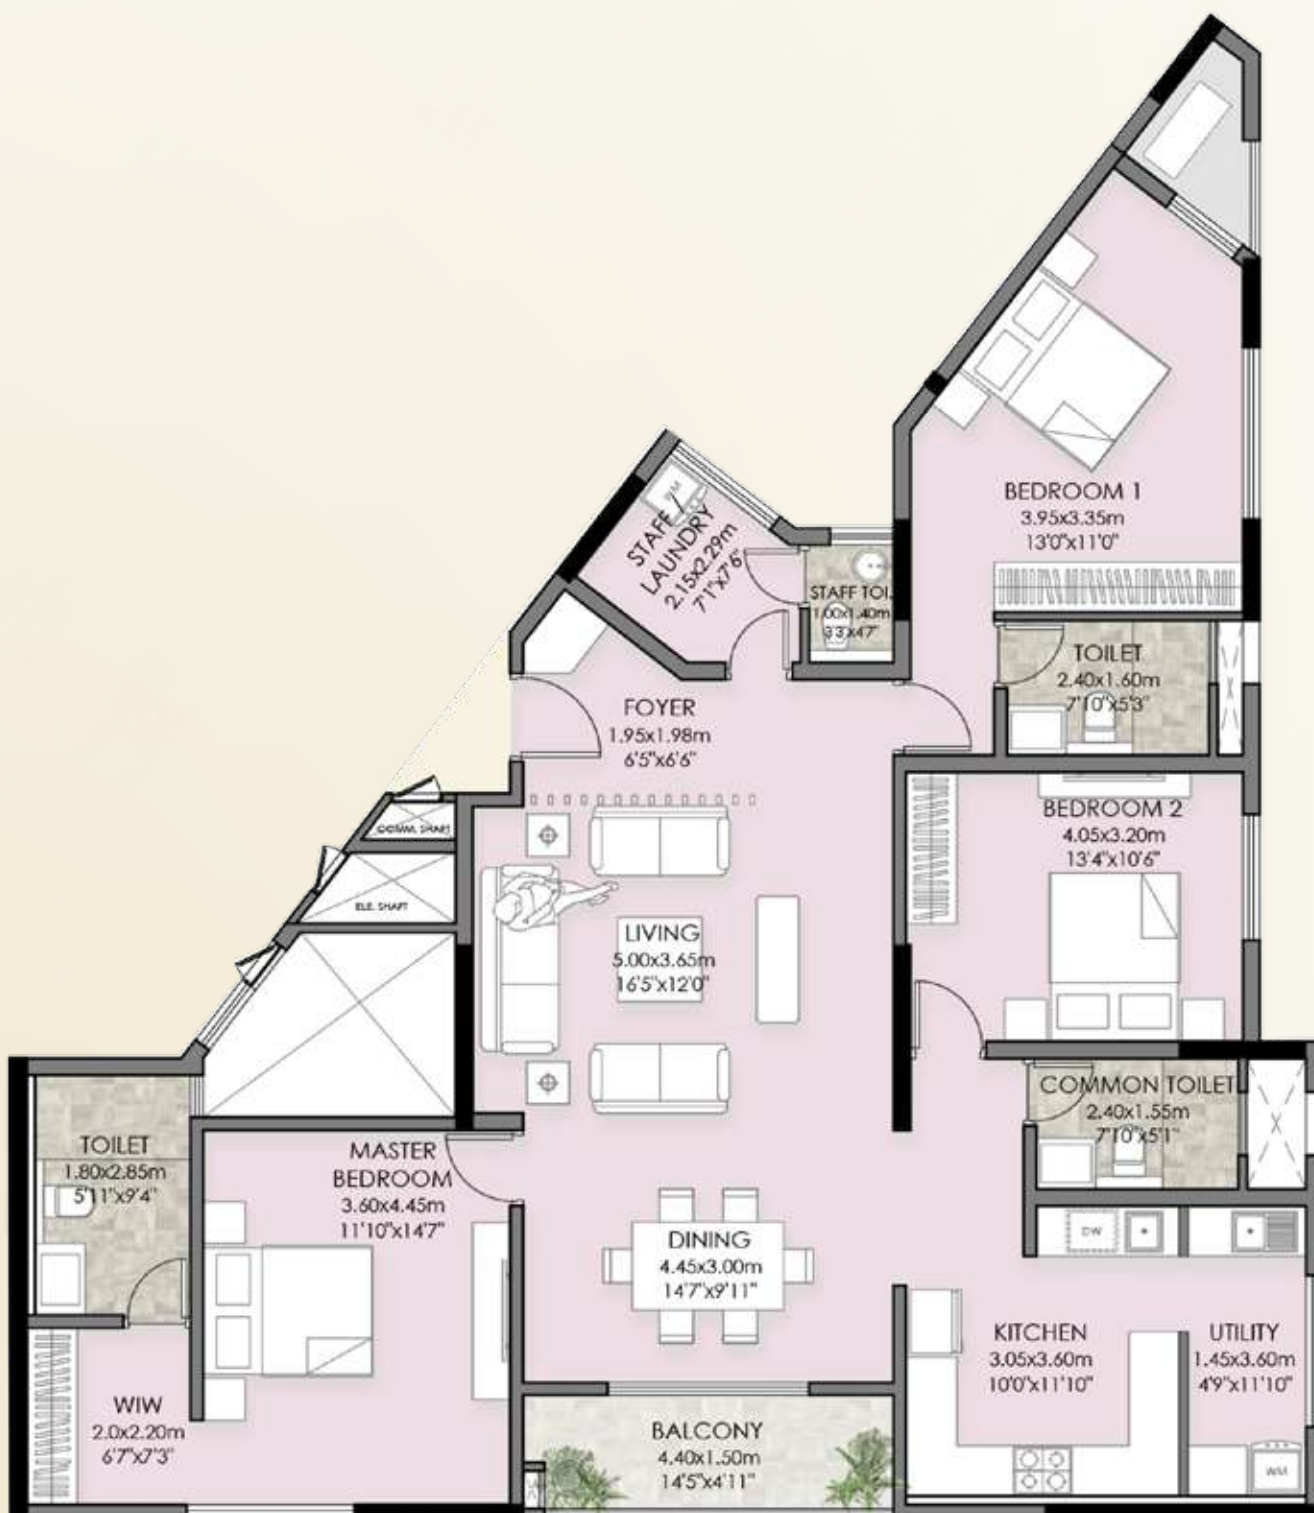 BEDROOM 1
3.95x3.35m
13'0"x11'0"
WM
STAFF /
LAUNDRY
2.15x2.29m
7'1"x7'6"
STAFF TOI.
1.00x1.40m
3'3"x4'7"
TOILET
2.40x1.60m
7'10"x5'3"
FOYER
1.95x1.98m
6'5"x6'6"
COMM. SHAFT
ELE. SHAFT
BEDROOM 2
4.05x3.20m
13'4"x10'6"
LIVING
5.00x3.65m
16'5"x12'0"
COMMON TOILET
2.40x1.55m
7'10"x5'1"
TOILET
1.80x2.85m
5'11"x9'4"
MASTER
BEDROOM
3.60x4.45m
11'10"x14'7"
DINING
4.45x3.00m
14'7"x9'11"
DW
KITCHEN
3.05x3.60m
10'0"x11'10"
UTILITY
1.45x3.60m
4'9"x11'10"
WIW
2.0x2.20m
6'7"x7'3"
BALCONY
4.40x1.50m
14'5"x4'11"
WM